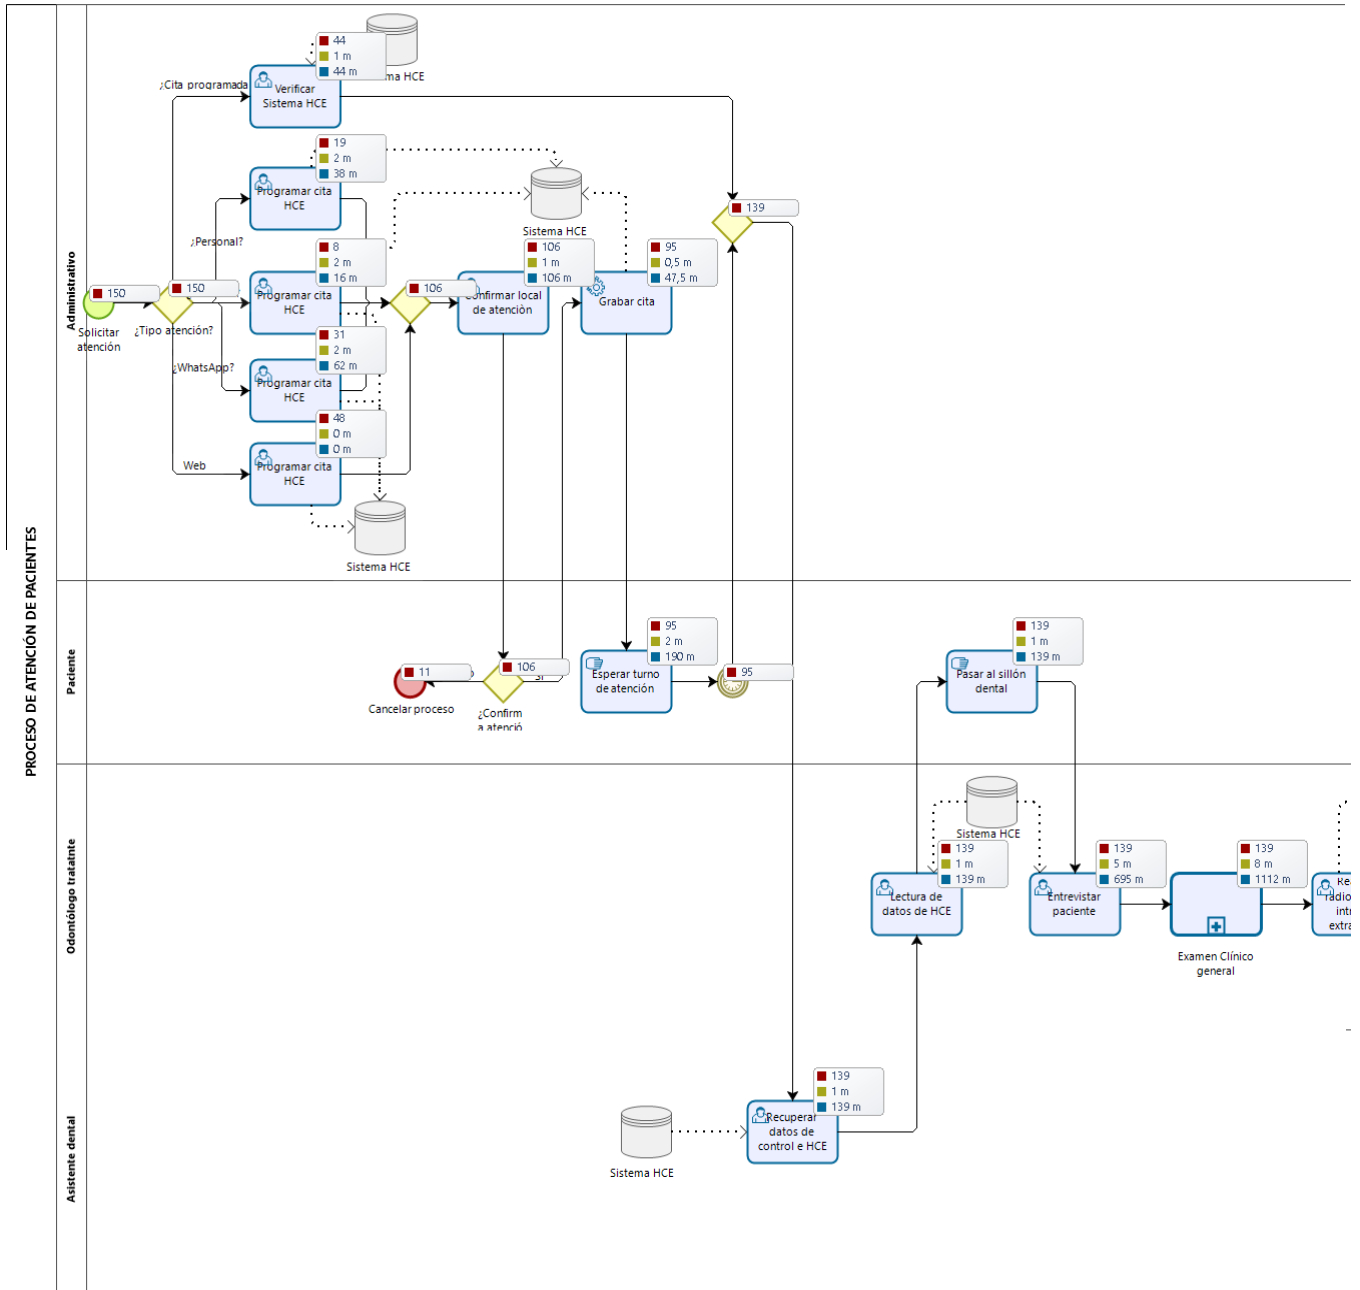 PROCESO DE ATENCIÓN DE PACIENTES
Administrativo
44
1 m
44 m
HCE
¿Cita programada
Verificar
Sistema HCE
19
2 m
38 m
Programar cita
HCE
¿Personal?
Sistema HCE
139
8
2 m
16 m
Programar cita
HCE
106
1 m
106 m
Confirmar local
de atención
95
0,5 m
47,5 m
Grabar cita
150
150
106
Solicitar
atención
¿Tipo atención?
31
2 m
62 m
¿WhatsApp?
Programar cita
HCE
48
0 m
0 m
Web
Programar cita
HCE
Sistema HCE
Paciente
11
Cancelar proceso
106
Si
¿Confirm
a atenció
95
2 m
190 m
Esperar turno
de atención
95
139
1 m
139 m
Pasar al sillón
dental
Odontólogo tratatnte
Sistema HCE
139
1 m
139 m
Lectura de
datos de HCE
139
5 m
695 m
Entrevistar
paciente
139
8 m
1112 m
Examen Clínico
general
Asistente dental
Sistema HCE
139
1 m
139 m
Recuperar
datos de
control e HCE